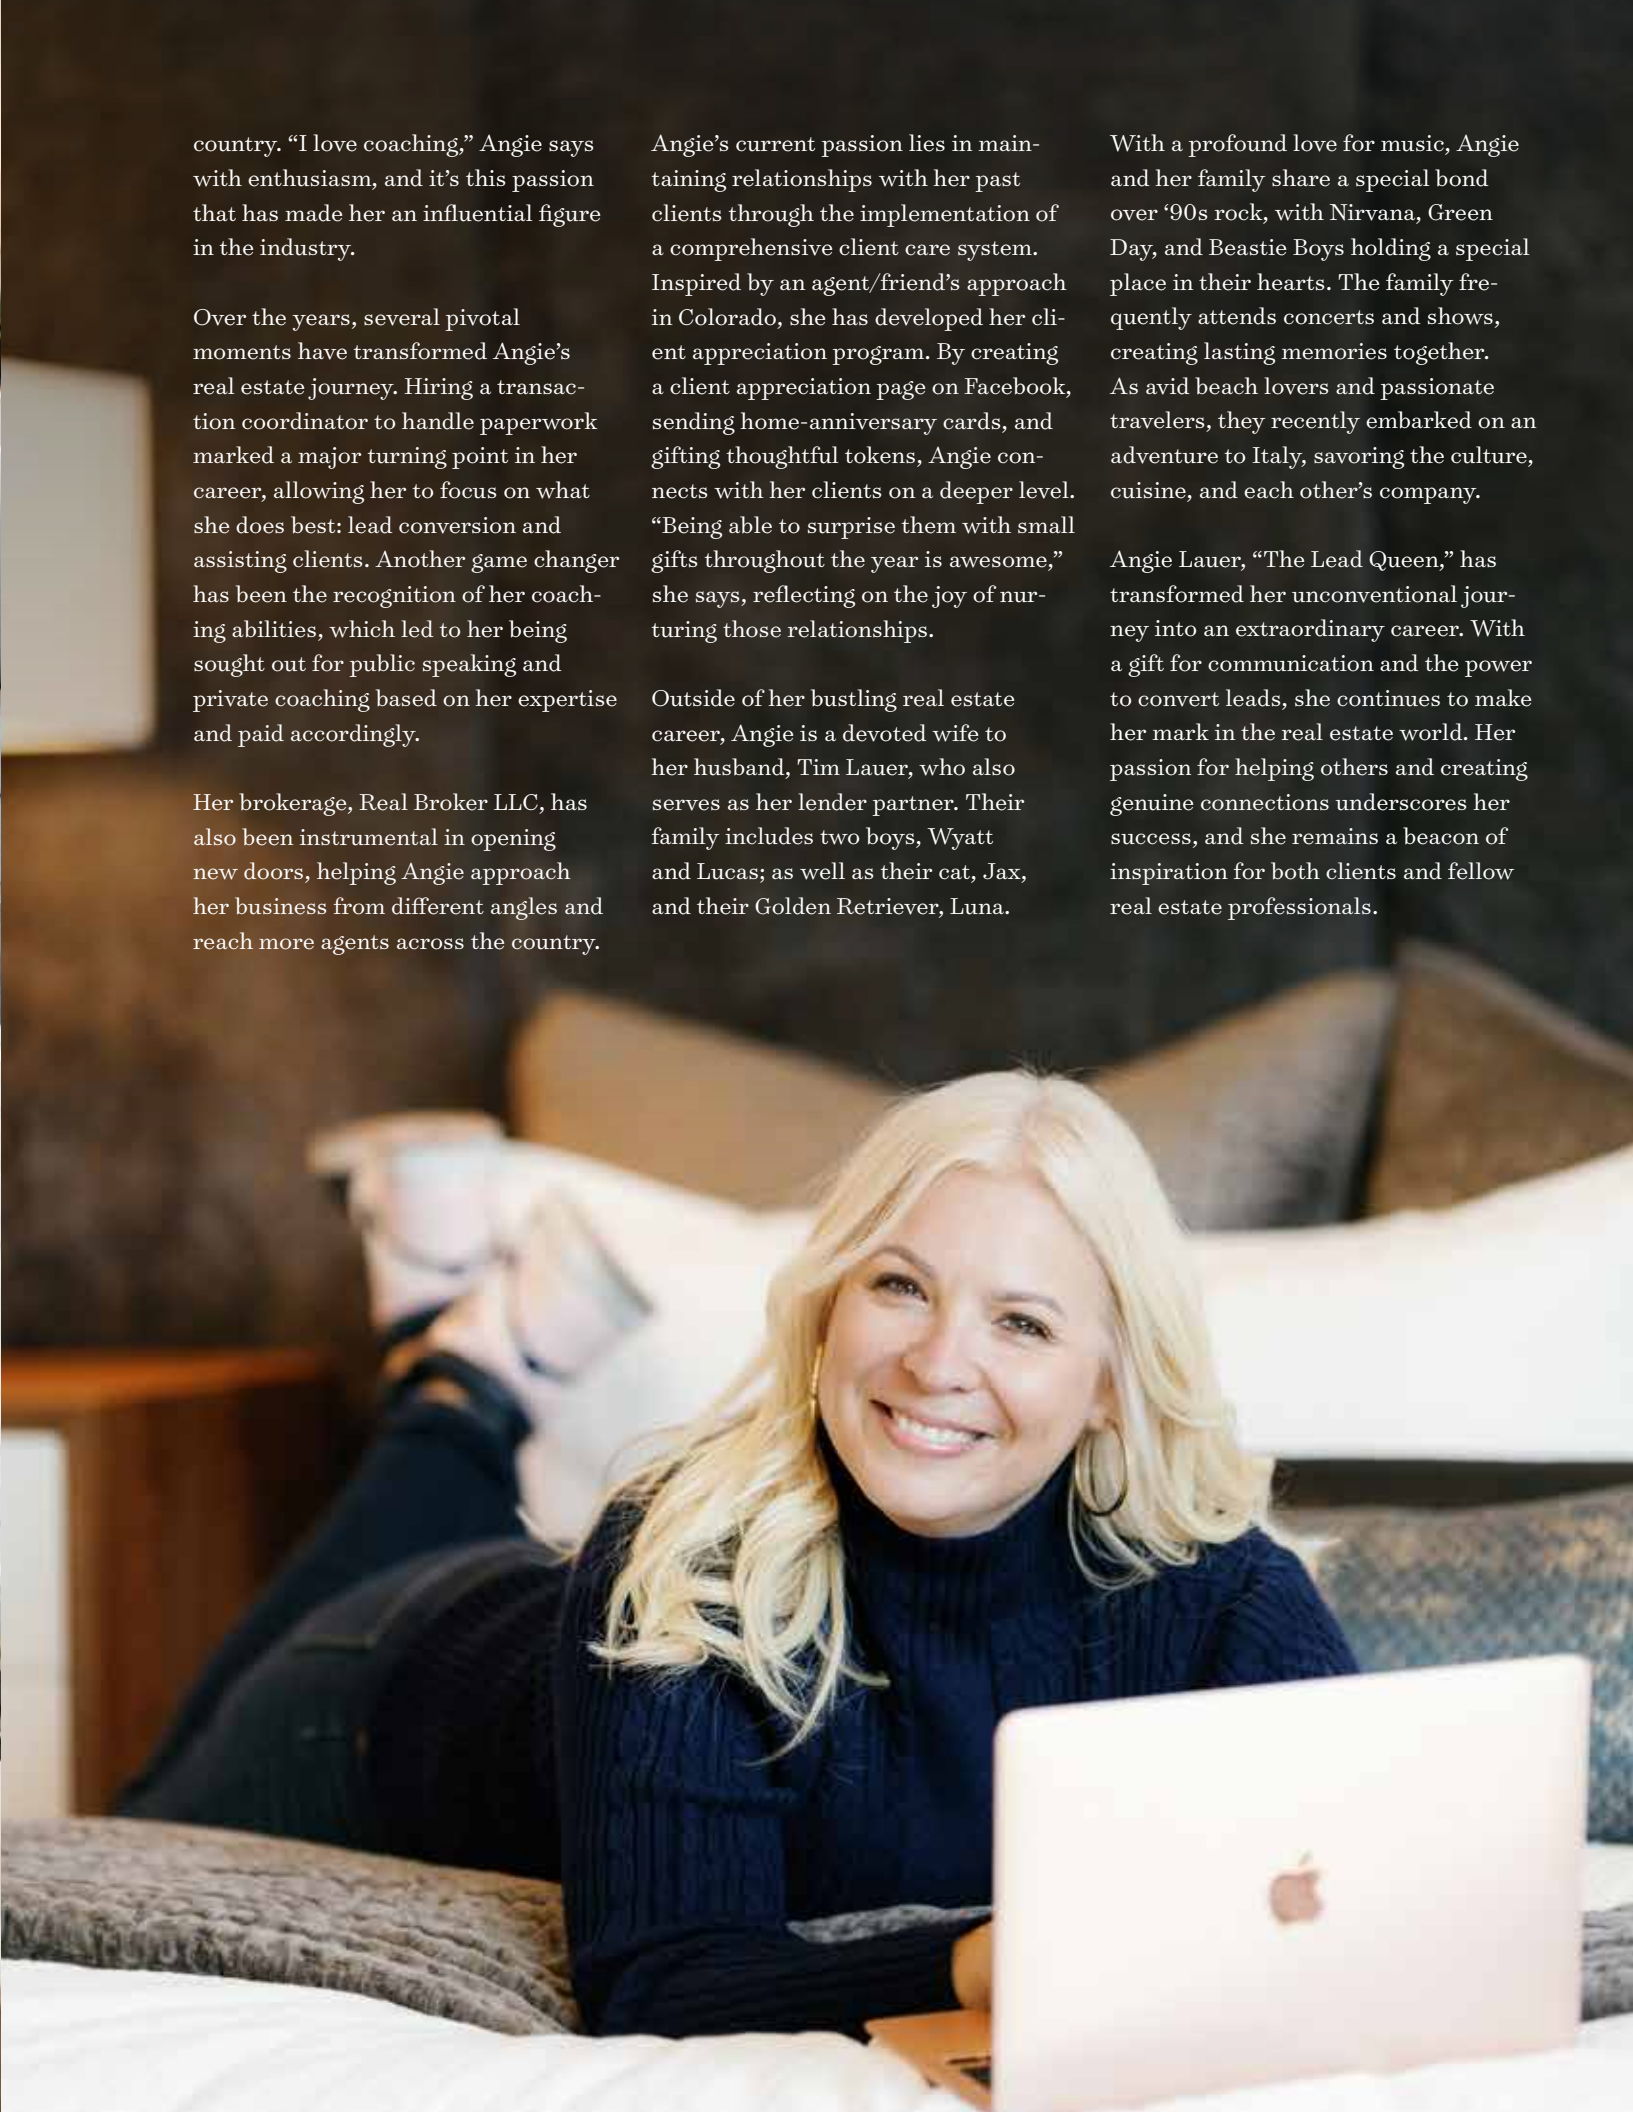 country. “I love coaching,” Angie says
with enthusiasm, and it’s this passion
that has made her an influential figure
in the industry.
Over the years, several pivotal
moments have transformed Angie’s
real estate journey. Hiring a transac-
tion coordinator to handle paperwork
marked a major turning point in her
career, allowing her to focus on what
she does best: lead conversion and
assisting clients. Another game changer
has been the recognition of her coach-
ing abilities, which led to her being
sought out for public speaking and
private coaching based on her expertise
and paid accordingly.
Her brokerage, Real Broker LLC, has
also been instrumental in opening
new doors, helping Angie approach
her business from different angles and
reach more agents across the country.
Angie’s current passion lies in main-
taining relationships with her past
clients through the implementation of
a comprehensive client care system.
Inspired by an agent/friend’s approach
in Colorado, she has developed her cli-
ent appreciation program. By creating
a client appreciation page on Facebook,
sending home-anniversary cards, and
gifting thoughtful tokens, Angie con-
nects with her clients on a deeper level.
“Being able to surprise them with small
gifts throughout the year is awesome,”
she says, reflecting on the joy of nur-
turing those relationships.
Outside of her bustling real estate
career, Angie is a devoted wife to
her husband, Tim Lauer, who also
serves as her lender partner. Their
family includes two boys, Wyatt
and Lucas; as well as their cat, Jax,
and their Golden Retriever, Luna.
With a profound love for music, Angie
and her family share a special bond
over ‘90s rock, with Nirvana, Green
Day, and Beastie Boys holding a special
place in their hearts. The family fre-
quently attends concerts and shows,
creating lasting memories together.
As avid beach lovers and passionate
travelers, they recently embarked on an
adventure to Italy, savoring the culture,
cuisine, and each other’s company.
Angie Lauer, “The Lead Queen,” has
transformed her unconventional jour-
ney into an extraordinary career. With
a gift for communication and the power
to convert leads, she continues to make
her mark in the real estate world. Her
passion for helping others and creating
genuine connections underscores her
success, and she remains a beacon of
inspiration for both clients and fellow
real estate professionals.